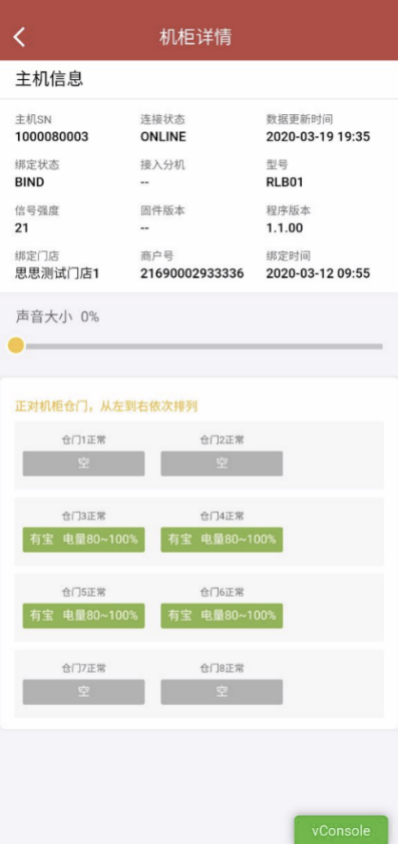 机柜详情
主机信息
主机SN 连接状态 数据更新时间
1000080003 ONLINE 2020-03-19 19:35
绑定状态 接入分机 型号
BIND -- RLB01
信号强度 固件版本 程序版本
21 -- 1.1.00
绑定门店 商户号 绑定时间
思思测试门店1 21690002933336 2020-03-12 09:55
声音大小 0%
正对机柜仓门，从左到右依次排列
仓门1正常 仓门2正常
空 空
仓门3正常 仓门4正常
有宝 电量80~100% 有宝 电量80~100%
仓门5正常 仓门6正常
有宝 电量80~100% 有宝 电量80~100%
仓门7正常 仓门8正常
空 空
vConsole